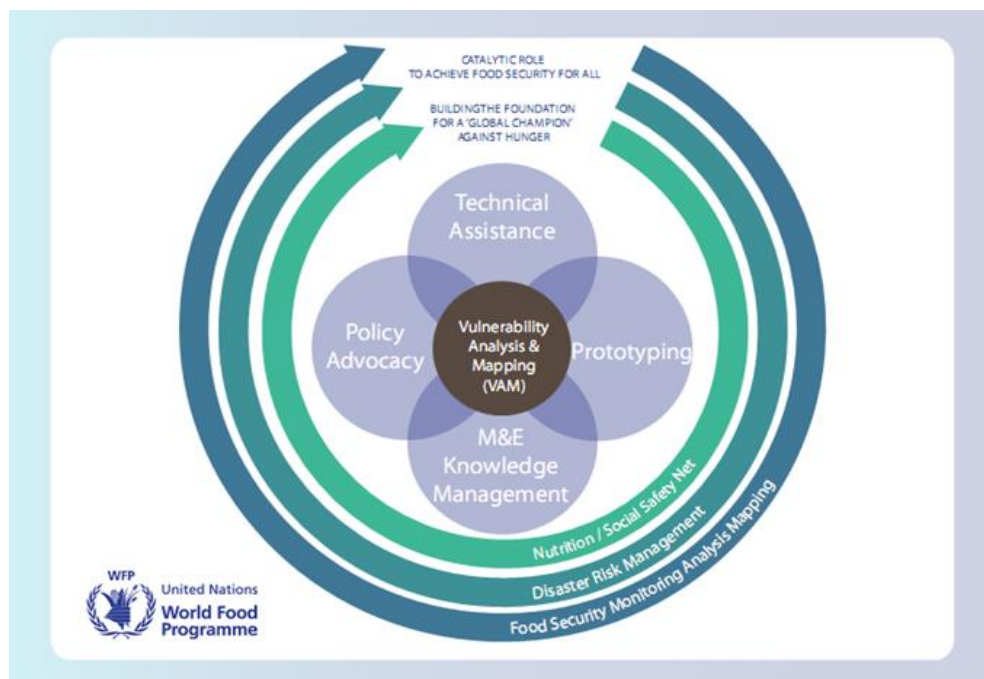 CATALYTIC ROLE
TO ACHIEVE FOOD SECURITY FOR ALL
BUILDINGTHE FOUNDATION
FOR A 'GLOBAL CHAMPION'
AGAINST HUNGER
Technical
Assistance
Policy
Advocacy
Vulnerability
Analysis &
Mapping
(VAM)
Prototyping
M&E
Knowledge
Management
Nutrition / Social Safety Net
Disaster Risk Management
Food Security Monitoring Analysis Mapping
WFP
United Nations
World Food
Programme